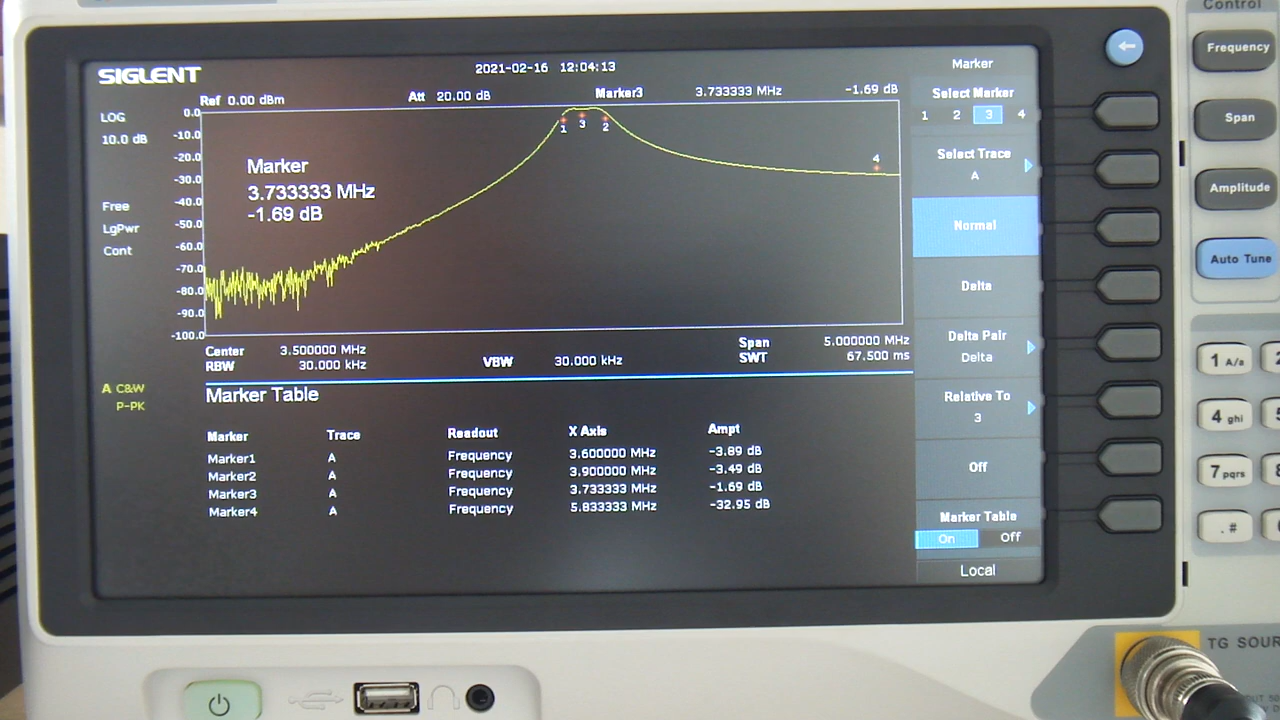 Control
SIGLENT
2021-02-16 12:04:13
Marker
Frequency
Ref 0.00 dBm
Att 20.00 dB
Marker3
3.733333 MHz
-1.69 dB
Select Marker
1 2 3 4
LOG
10.0 dB
0.0
-10.0
-20.0
-30.0
-40.0
-50.0
-60.0
-70.0
-80.0
-90.0
-100.0
1 3 2
4
Marker
3.733333 MHz
-1.69 dB
Span
Select Trace
A
Amplitude
Free
LgPwr
Cont
Normal
Auto Tune
Delta
Center 3.500000 MHz
RBW 30.000 kHz
VBW 30.000 kHz
Span 5.000000 MHz
SWT 67.500 ms
Delta Pair
Delta
1 A/a
A C&W
P-PK
Marker Table
Relative To
3
4 ghi
Marker Trace Readout X Axis Ampt
Marker1 A Frequency 3.600000 MHz -3.89 dB
Marker2 A Frequency 3.900000 MHz -3.49 dB
Marker3 A Frequency 3.733333 MHz -1.69 dB
Marker4 A Frequency 5.833333 MHz -32.95 dB
Off
7 pqrs
Marker Table
On Off
. #
Local
TG SOUR